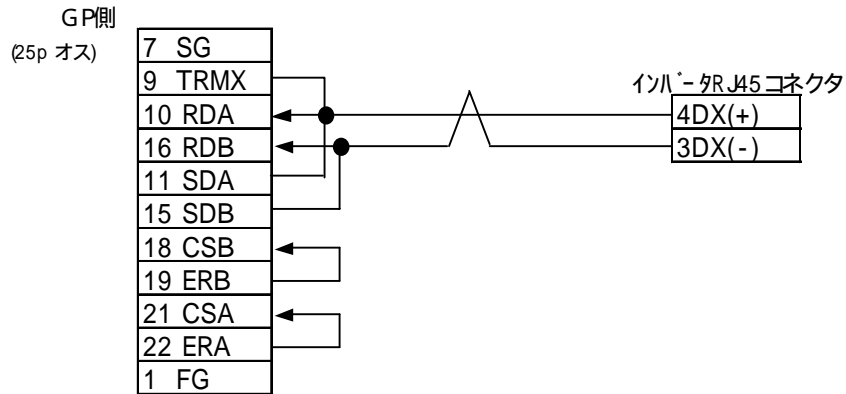 GP側
(25p オス)
7 SG
9 TRMX
10 RDA
16 RDB
11 SDA
15 SDB
18 CSB
19 ERB
21 CSA
22 ERA
1 FG
インバータRJ45コネクタ
4DX(+)
3DX(-)